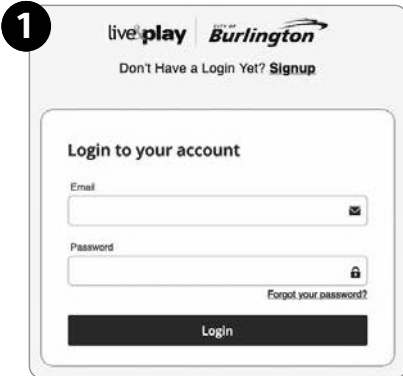 1
live&play
CITY OF
Burlington
Don't Have a Login Yet? Signup
Login to your account
Email
Password
Forgot your password?
Login